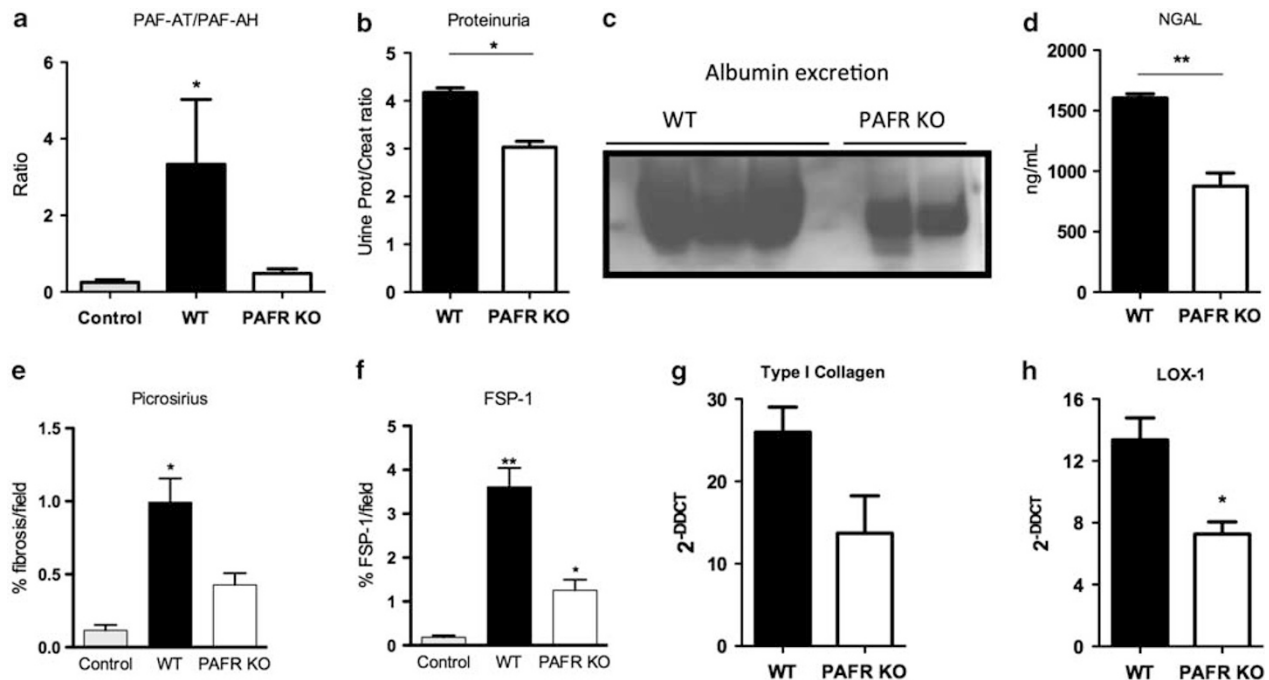 a
PAF-AT/PAF-AH
6
4
2
0
Ratio
*
Control WT PAFR KO
b
Proteinuria
5
4
3
2
1
0
Urine Prot/Creat ratio
*
WT PAFR KO
c
Albumin excretion
WT PAFR KO
d
NGAL
2000
1500
1000
500
0
ng/mL
**
WT PAFR KO
e
Picrosirius
1.5
1.0
0.5
0.0
% fibrosis/field
*
Control WT PAFR KO
f
FSP-1
5
4
3
2
1
0
% FSP-1/field
**
*
Control WT PAFR KO
g
Type I Collagen
30
20
10
0
2-DDCT
WT PAFR KO
h
LOX-1
16
12
8
4
0
2-DDCT
*
WT PAFR KO